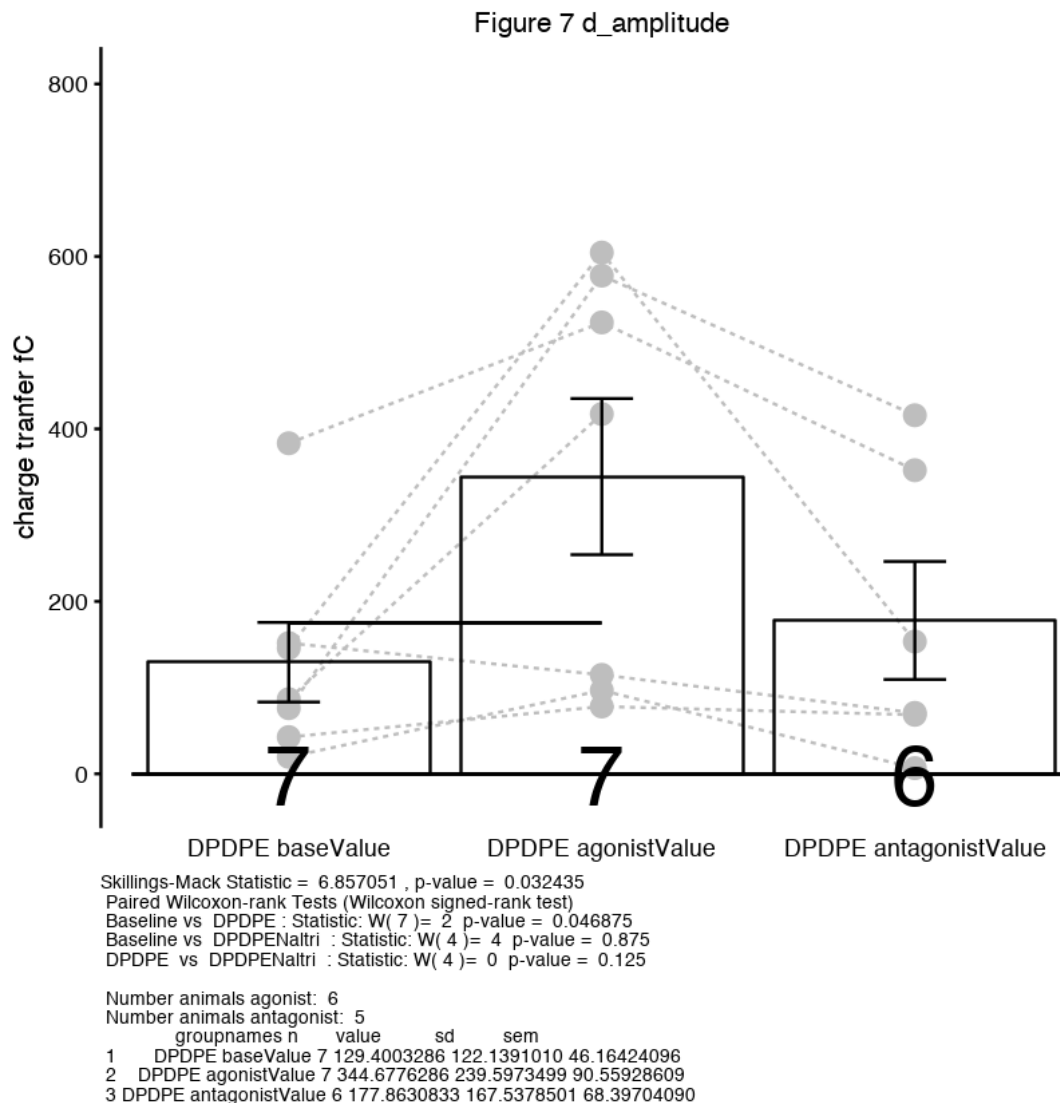 Figure 7 d_amplitude
800
600
400
200
0
charge tranfer fC
7 7 6
DPDPE baseValue DPDPE agonistValue DPDPE antagonistValue
Skillings-Mack Statistic = 6.857051 , p-value = 0.032435
Paired Wilcoxon-rank Tests (Wilcoxon signed-rank test)
Baseline vs DPDPE : Statistic: W( 7 )= 2 p-value = 0.046875
Baseline vs DPDPENaltri : Statistic: W( 4 )= 4 p-value = 0.875
DPDPE vs DPDPENaltri : Statistic: W( 4 )= 0 p-value = 0.125
Number animals agonist: 6
Number animals antagonist: 5
groupnames n value sd sem
1 DPDPE baseValue 7 129.4003286 122.1391010 46.16424096
2 DPDPE agonistValue 7 344.6776286 239.5973499 90.55928609
3 DPDPE antagonistValue 6 177.8630833 167.5378501 68.39704090